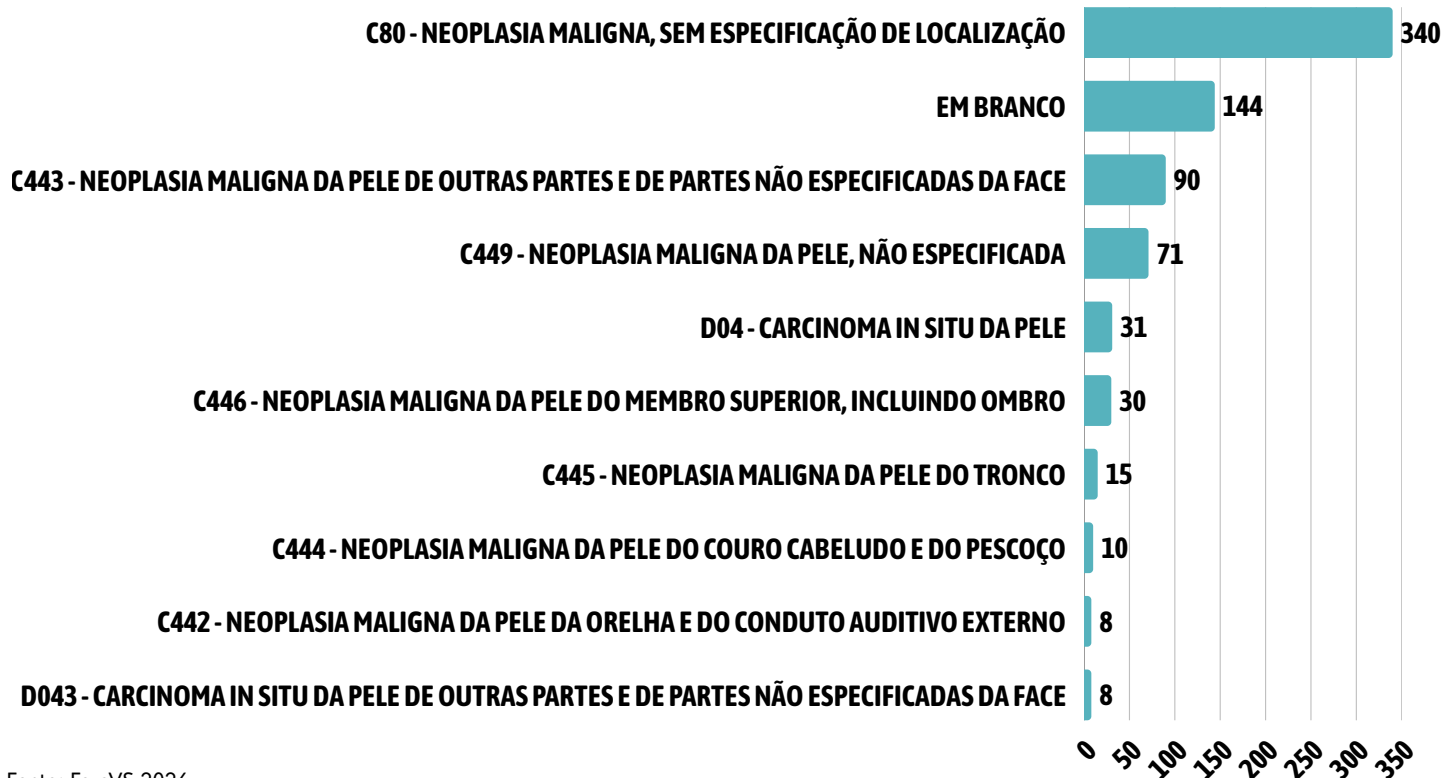 C80 - NEOPLASIA MALIGNA, SEM ESPECIFICAÇÃO DE LOCALIZAÇÃO 340
EM BRANCO 144
C443 - NEOPLASIA MALIGNA DA PELE DE OUTRAS PARTES E DE PARTES NÃO ESPECIFICADAS DA FACE 90
C449 - NEOPLASIA MALIGNA DA PELE, NÃO ESPECIFICADA 71
D04 - CARCINOMA IN SITU DA PELE 31
C446 - NEOPLASIA MALIGNA DA PELE DO MEMBRO SUPERIOR, INCLUINDO OMBRO 30
C445 - NEOPLASIA MALIGNA DA PELE DO TRONCO 15
C444 - NEOPLASIA MALIGNA DA PELE DO COURO CABELUDO E DO PESCOÇO 10
C442 - NEOPLASIA MALIGNA DA PELE DA ORELHA E DO CONDUTO AUDITIVO EXTERNO 8
D043 - CARCINOMA IN SITU DA PELE DE OUTRAS PARTES E DE PARTES NÃO ESPECIFICADAS DA FACE 8
0 50 100 150 200 250 300 350